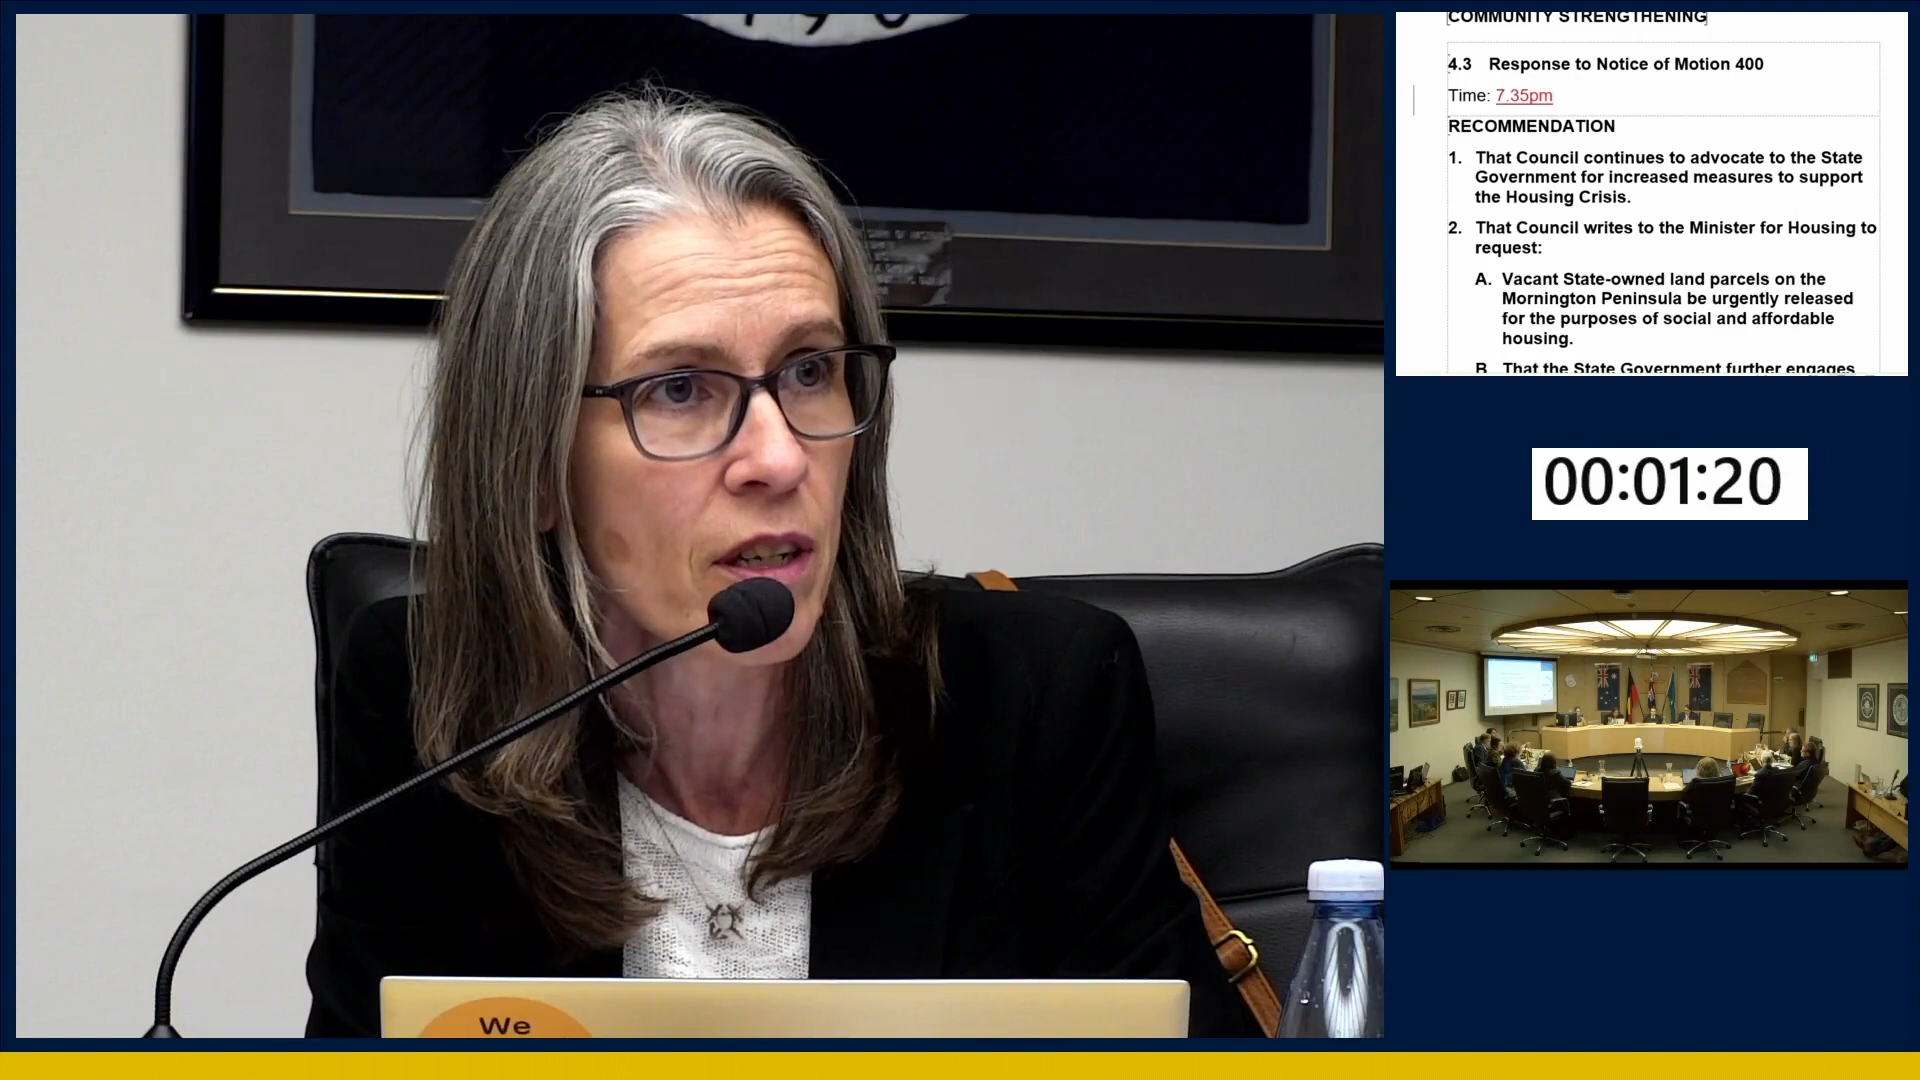 COMMUNITY STRENGTHENING
4.3 Response to Notice of Motion 400
Time: 7.35pm
RECOMMENDATION
1. That Council continues to advocate to the State
Government for increased measures to support
the Housing Crisis.
2. That Council writes to the Minister for Housing to
request:
A. Vacant State-owned land parcels on the
Mornington Peninsula be urgently released
for the purposes of social and affordable
housing.
B. That the State Government further engages
00:01:20
We